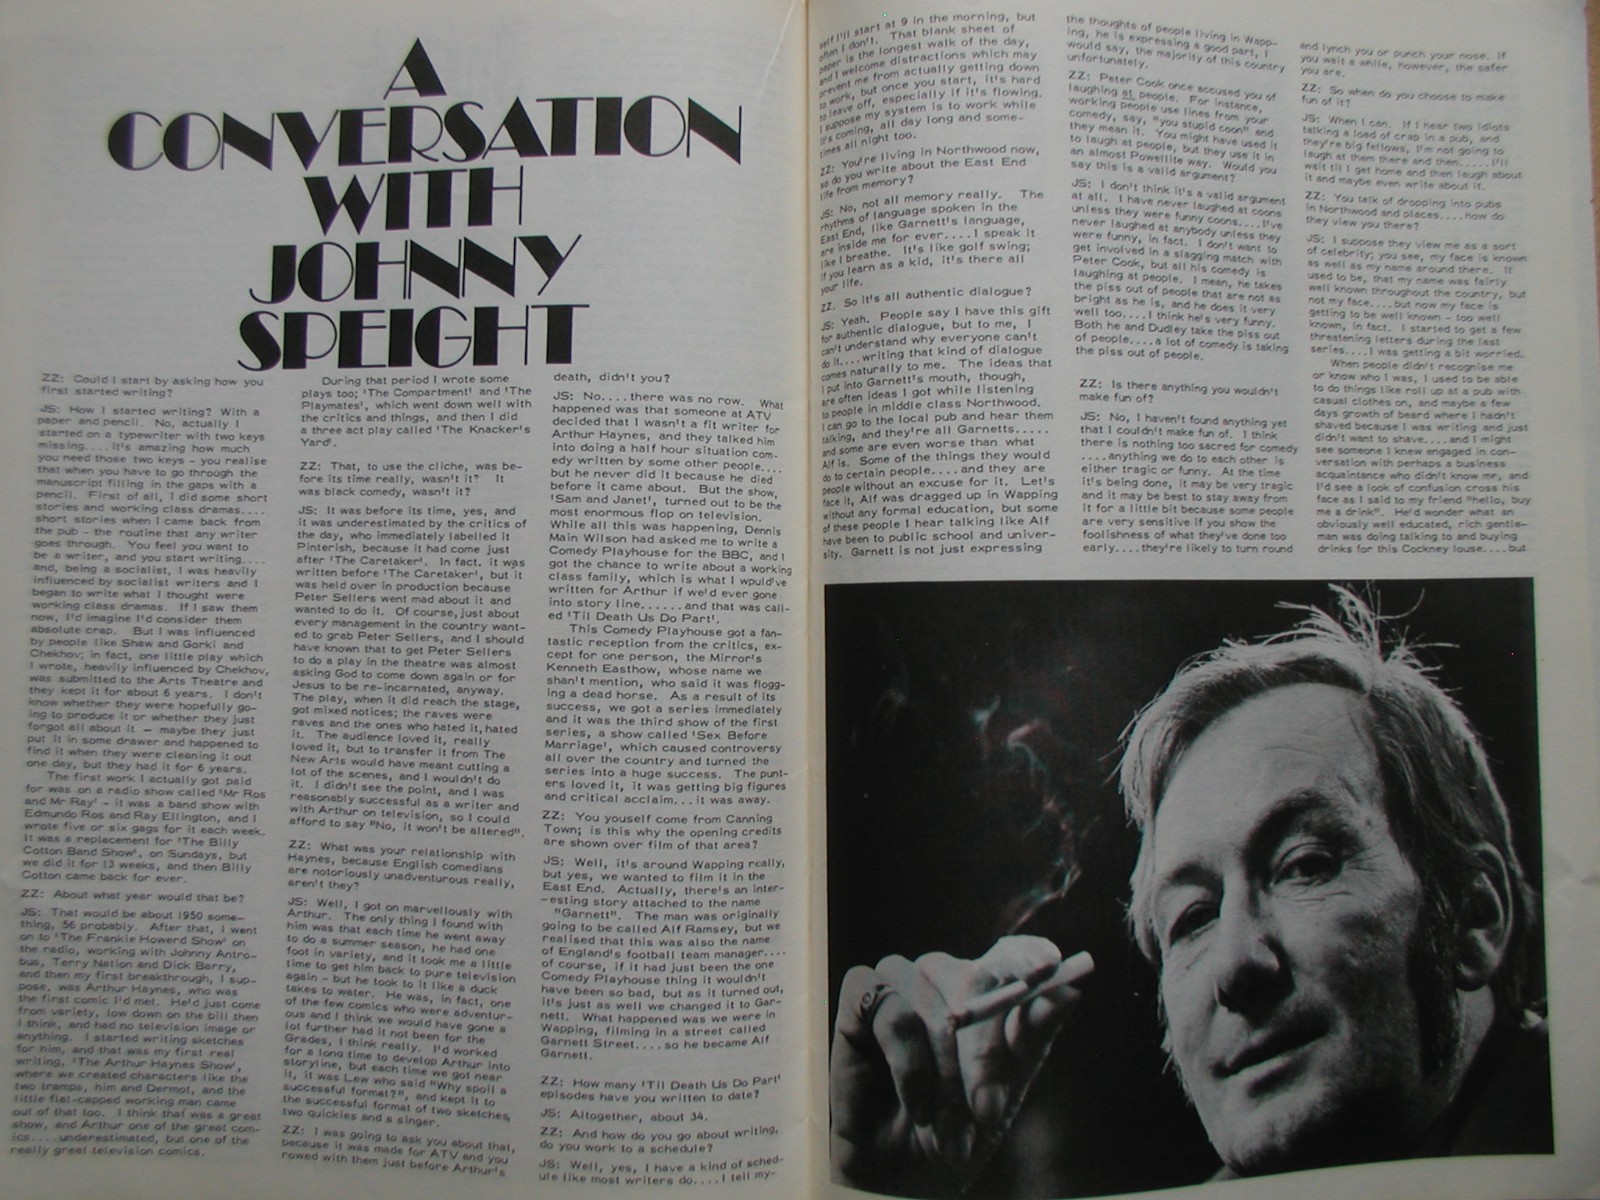 A
CONVERSATION
WITH
JOHNNY
SPEIGHT
ZZ: Could I start by asking how you
first started writing?
JS: How I started writing? With a
paper and pencil. No, actually I
started on a typewriter with two keys
missing....it's amazing how much
you need those two keys - you realise
that when you have to go through the
manuscript filling in the gaps with a
pencil. First of all, I did some short
stories and working class dramas....
short stories when I came back from
the pub - the routine that any writer
goes through. You feel you want to
be a writer, and you start writing....
and, being a socialist, I was heavily
influenced by socialist writers and I
began to write what I thought were
working class dramas. If I saw them
now, I'd imagine I'd consider them
absolute crap. But I was influenced
by people like Shaw and Gorki and
Chekhov; in fact, one little play which
I wrote, heavily influenced by Chekhov,
was submitted to the Arts Theatre and
they kept it for about 6 years. I don't
know whether they were hopefully go-
ing to produce it or whether they just
forgot all about it - maybe they just
put it in some drawer and happened to
find it when they were cleaning it out
one day, but they had it for 6 years.
The first work I actually got paid
for was on a radio show called 'Mr Ros
and Mr Ray' - it was a band show with
Edmundo Ros and Ray Ellington, and I
wrote five or six gags for it each week.
It was a replacement for 'The Billy
Cotton Band Show', on Sundays, but
we did it for 13 weeks, and then Billy
Cotton came back for ever.
ZZ: About what year would that be?
JS: That would be about 1950 some-
thing, 56 probably. After that, I went
on to 'The Frankie Howerd Show' on
the radio, working with Johnny Antro-
bus, Terry Nation and Dick Barry,
and then my first breakthrough, I sup-
pose, was Arthur Haynes, who was
the first comic I'd met. He'd just come
from variety, low down on the bill then
I think, and had no television image or
anything. I started writing sketches
for him, and that was my first real
writing, 'The Arthur Haynes Show',
where we created characters like the
two tramps, him and Dermot, and the
little flat-capped working man came
out of that too. I think that was a great
show, and Arthur one of the great com-
ics....underestimated, but one of the
really great television comics.
During that period I wrote some
plays too; 'The Compartment' and 'The
Playmates', which went down well with
the critics and things, and then I did
a three act play called 'The Knacker's
Yard'.
ZZ: That, to use the cliche, was be-
fore its time really, wasn't it? It
was black comedy, wasn't it?
JS: It was before its time, yes, and
it was underestimated by the critics of
the day, who immediately labelled it
Pinterish, because it had come just
after 'The Caretaker'. In fact, it was
written before 'The Caretaker', but it
was held over in production because
Peter Sellers went mad about it and
wanted to do it. Of course, just about
every management in the country want-
ed to grab Peter Sellers, and I should
have known that to get Peter Sellers
to do a play in the theatre was almost
asking God to come down again or for
Jesus to be re-incarnated, anyway.
The play, when it did reach the stage,
got mixed notices; the raves were
raves and the ones who hated it, hated
it. The audience loved it, really
loved it, but to transfer it from The
New Arts would have meant cutting a
lot of the scenes, and I wouldn't do
it. I didn't see the point, and I was
reasonably successful as a writer and
with Arthur on television, so I could
afford to say "No, it won't be altered".
ZZ: What was your relationship with
Haynes, because English comedians
are notoriously unadventurous really,
aren't they?
JS: Well, I got on marvellously with
Arthur. The only thing I found with
him was that each time he went away
to do a summer season, he had one
foot in variety, and it took me a little
time to get him back to pure television
again - but he took to it like a duck
takes to water. He was, in fact, one
of the few comics who were adventur-
ous and I think we would have gone a
lot further had it not been for the
Grades, I think really. I'd worked
for a long time to develop Arthur into
storyline, but each time we got near
it, it was Lew who said "Why spoil a
successful format?", and kept it to
the successful format of two sketches,
two quickies and a singer.
ZZ: I was going to ask you about that,
because it was made for ATV and you
rowed with them just before Arthur's
death, didn't you?
JS: No....there was no row. What
happened was that someone at ATV
decided that I wasn't a fit writer for
Arthur Haynes, and they talked him
into doing a half hour situation com-
edy written by some other people....
but he never did it because he died
before it came about. But the show,
'Sam and Janet', turned out to be the
most enormous flop on television.
While all this was happening, Dennis
Main Wilson had asked me to write a
Comedy Playhouse for the BBC, and I
got the chance to write about a working
class family, which is what I wpuld've
written for Arthur if we'd ever gone
into story line......and that was call-
ed 'Til Death Us Do Part'.
This Comedy Playhouse got a fan-
tastic reception from the critics, ex-
cept for one person, the Mirror's
Kenneth Easthow, whose name we
shan't mention, who said it was flogg-
ing a dead horse. As a result of its
success, we got a series immediately
and it was the third show of the first
series, a show called 'Sex Before
Marriage', which caused controversy
all over the country and turned the
series into a huge success. The punt-
ers loved it, it was getting big figures
and critical acclaim...it was away.
ZZ: You youself come from Canning
Town; is this why the opening credits
are shown over film of that area?
JS: Well, it's around Wapping really,
but yes, we wanted to film it in the
East End. Actually, there's an inter-
-esting story attached to the name
"Garnett". The man was originally
going to be called Alf Ramsey, but we
realised that this was also the name
of England's football team manager....
of course, if it had just been the one
Comedy Playhouse thing it wouldn't
have been so bad, but as it turned out,
it's just as well we changed it to Gar-
nett. What happened was we were in
Wapping, filming in a street called
Garnett Street....so he became Alf
Garnett.
ZZ: How many 'Til Death Us Do Part'
episodes have you written to date?
JS: Altogether, about 34.
ZZ: And how do you go about writing,
do you work to a schedule?
JS: Well, yes, I have a kind of sched-
ule like most writers do....I tell my-
self I'll start at 9 in the morning, but
often I don't. That blank sheet of
paper is the longest walk of the day,
and I welcome distractions which may
prevent me from actually getting down
to work, but once you start, it's hard
to leave off, especially if it's flowing.
I suppose my system is to work while
it's coming, all day long and some-
times all night too.
ZZ: You're living in Northwood now,
so do you write about the East End
life from memory?
JS: No, not all memory really. The
rhythms of language spoken in the
East End, like Garnett's language,
are inside me for ever....I speak it
like I breathe. It's like golf swing;
if you learn as a kid, it's there all
your life.
ZZ. So it's all authentic dialogue?
JS: Yeah. People say I have this gift
for authentic dialogue, but to me, I
can't understand why everyone can't
do it....writing that kind of dialogue
comes naturally to me. The ideas that
I put into Garnett's mouth, though,
are often ideas I got while listening
to people in middle class Northwood.
I can go to the local pub and hear them
talking, and they're all Garnetts.....
and some are even worse than what
Alf is. Some of the things they would
do to certain people....and they are
people without an excuse for it. Let's
face it, Alf was dragged up in Wapping
without any formal education, but some
of these people I hear talking like Alf
have been to public school and univer-
sity. Garnett is not just expressing
the thoughts of people living in Wapp-
ing, he is expressing a good part, I
would say, the majority of this country
unfortunately.
ZZ: Peter Cook once accused you of
laughing at people. For instance,
working people use lines from your
comedy, say, "you stupid coon" and
they mean it. You might have used it
to laugh at people, but they use it in
an almost Powellite way. Would you
say this is a valid argument?
JS: I don't think it's a valid argument
at all. I have never laughed at coons
unless they were funny coons....I've
never laughed at anybody unless they
were funny, in fact. I don't want to
get involved in a slagging match with
Peter Cook, but all his comedy is
laughing at people. I mean, he takes
the piss out of people that are not as
bright as he is, and he does it very
well too....I think he's very funny.
Both he and Dudley take the piss out
of people....a lot of comedy is taking
the piss out of people.
ZZ: Is there anything you wouldn't
make fun of?
JS: No, I haven't found anything yet
that I couldn't make fun of. I think
there is nothing too sacred for comedy
....anything we do to each other is
either tragic or funny. At the time
it's being done, it may be very tragic
and it may be best to stay away from
it for a little bit because some people
are very sensitive if you show the
foolishness of what they've done too
early....they're likely to turn round
and lynch you or punch your nose. If
you wait a while, however, the safer
you are.
ZZ: So when do you choose to make
fun of it?
JS: When I can. If I hear two idiots
talking a load of crap in a pub, and
they're big fellows, I'm not going to
laugh at them there and then.....I'll
wait til I get home and then laugh about
it and maybe even write about it.
ZZ: You talk of dropping into pubs
in Northwood and places....how do
they view you there?
JS: I suppose they view me as a sort
of celebrity; you see, my face is known
as well as my name around there. It
used to be, that my name was fairly
well known throughout the country, but
not my face....but now my face is
getting to be well known - too well
known, in fact. I started to get a few
threatening letters during the last
series....I was getting a bit worried.
When people didn't recognise me
or know who I was, I used to be able
to do things like roll up at a pub with
casual clothes on, and maybe a few
days growth of beard where I hadn't
shaved because I was writing and just
didn't want to shave....and I might
see someone I knew engaged in con-
versation with perhaps a business
acquaintance who didn't know me, and
I'd see a look of confusion cross his
face as I said to my friend "hello, buy
me a drink". He'd wonder what an
obviously well educated, rich gentle-
man was doing talking to and buying
drinks for this Cockney louse....but